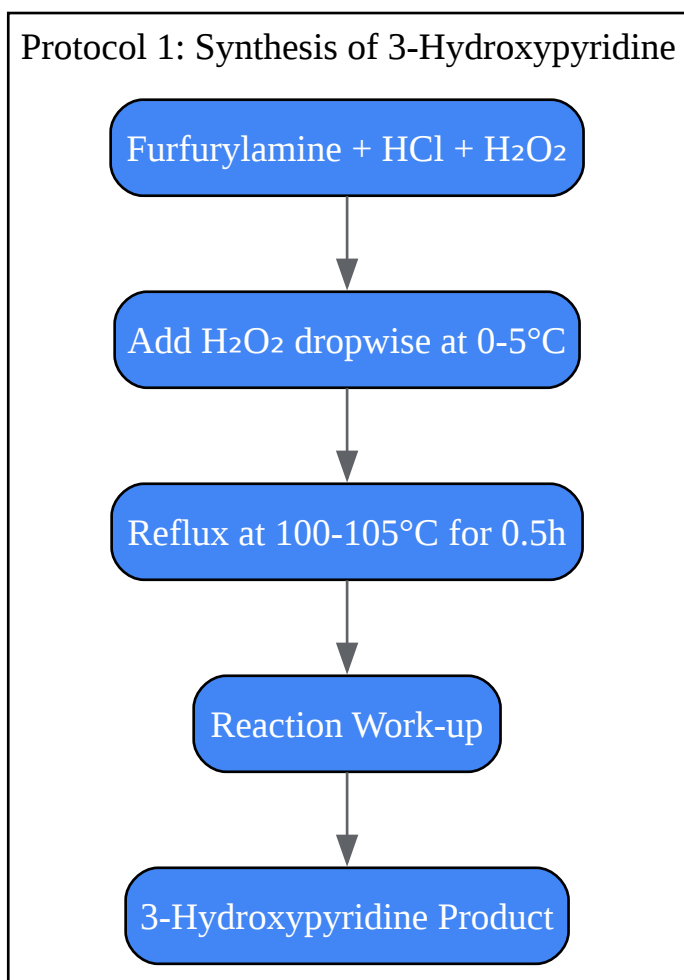 Protocol 1: Synthesis of 3-Hydroxypyridine
Furfurylamine + HCl + H₂O₂
Add H₂O₂ dropwise at 0-5°C
Reflux at 100-105°C for 0.5h
Reaction Work-up
3-Hydroxypyridine Product